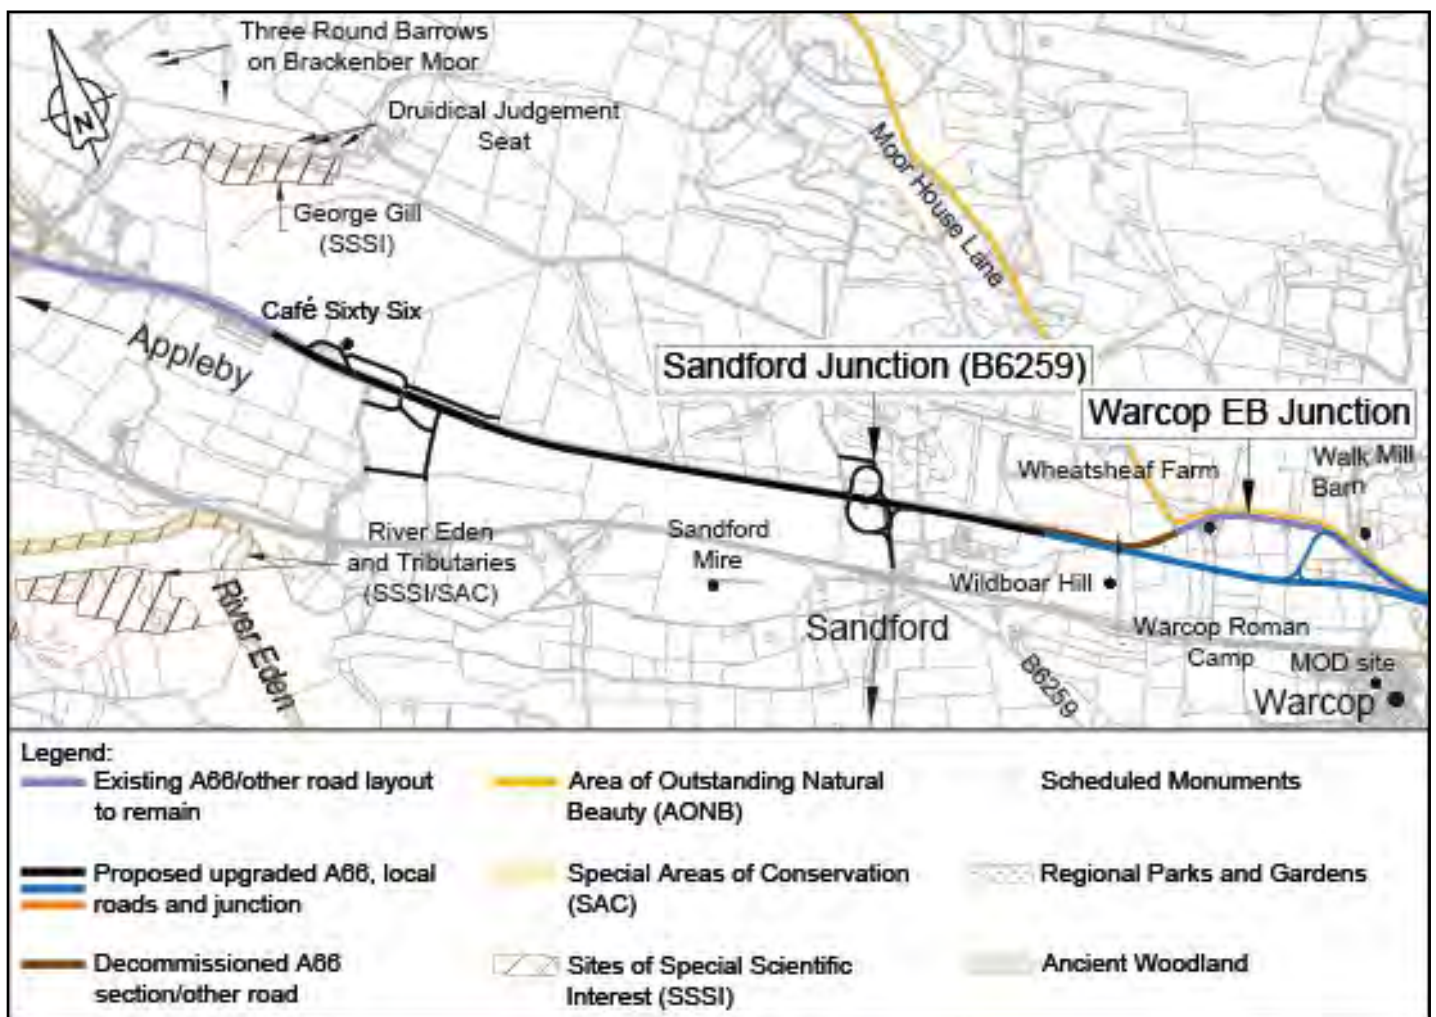 Three Round Barrows
on Brackenber Moor
N
Druidical Judgement
Seat
George Gill
(SSSI)
Moor House Lane
Café Sixty Six
Appleby
Sandford Junction (B6259)
Warcop EB Junction
Wheatsheaf Farm
Walk Mill
Barn
River Eden
and Tributaries
(SSSI/SAC)
Sandford
Mire
Wildboar Hill
River Eden
Sandford
B6259
Warcop Roman
Camp
MOD site
Warcop
Legend:
Existing A66/other road layout
to remain
Proposed upgraded A66, local
roads and junction
Decommissioned A66
section/other road
Area of Outstanding Natural
Beauty (AONB)
Special Areas of Conservation
(SAC)
Sites of Special Scientific
Interest (SSSI)
Scheduled Monuments
Regional Parks and Gardens
Ancient Woodland